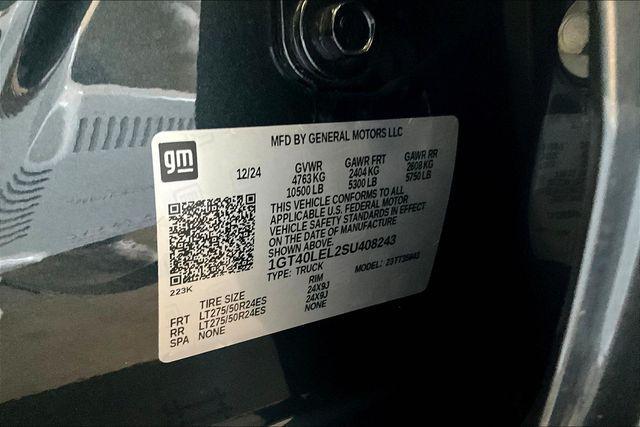 MFD BY GENERAL MOTORS LLC
gm
12/24
GVWR GAWR FRT GAWR RR
4763 KG 2404 KG 2608 KG
10500 LB 5300 LB 5750 LB
THIS VEHICLE CONFORMS TO ALL
APPLICABLE U.S. FEDERAL MOTOR
VEHICLE SAFETY STANDARDS IN EFFECT
ON THE DATE OF MANUFACTURE
SHOWN ABOVE.
1GT40LEL2SU408243
TYPE: TRUCK MODEL:
223K
TIRE SIZE RIM
FRT LT275/50R24ES 24X9J
RR LT275/50R24ES 24X9J
SPA NONE NONE